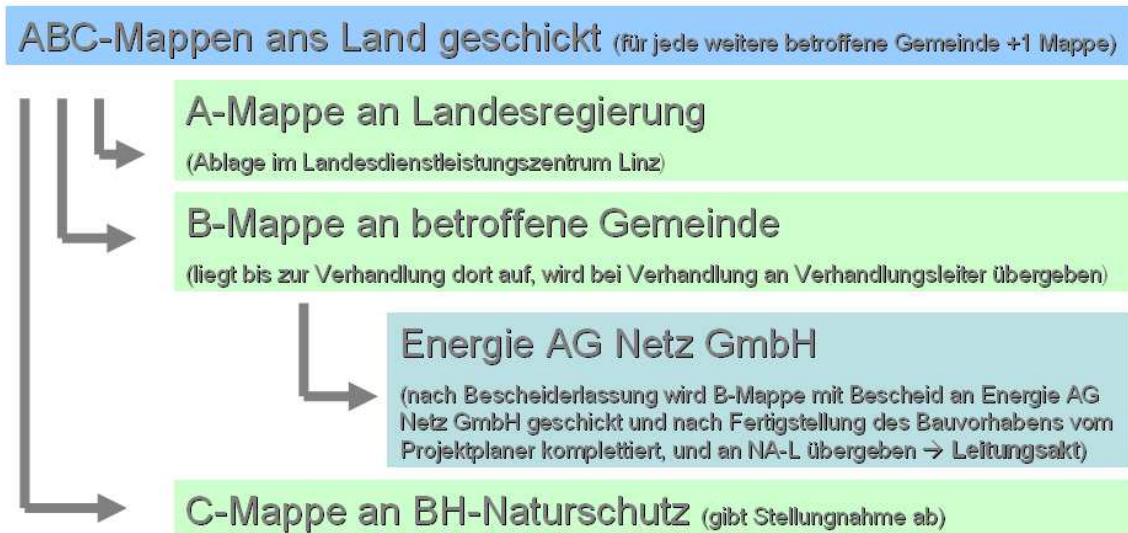 ABC-Mappen ans Land geschickt (für jede weitere betroffene Gemeinde +1 Mappe)
A-Mappe an Landesregierung
(Ablage im Landesdienstleistungszentrum Linz)
B-Mappe an betroffene Gemeinde
(liegt bis zur Verhandlung dort auf, wird bei Verhandlung an Verhandlungsleiter übergeben)
Energie AG Netz GmbH
(nach Bescheiderlassung wird B-Mappe mit Bescheid an Energie AG
Netz GmbH geschickt und nach Fertigstellung des Bauvorhabens vom
Projektplaner komplettiert, und an NA-L übergeben → Leitungsakt)
C-Mappe an BH-Naturschutz (gibt Stellungnahme ab)